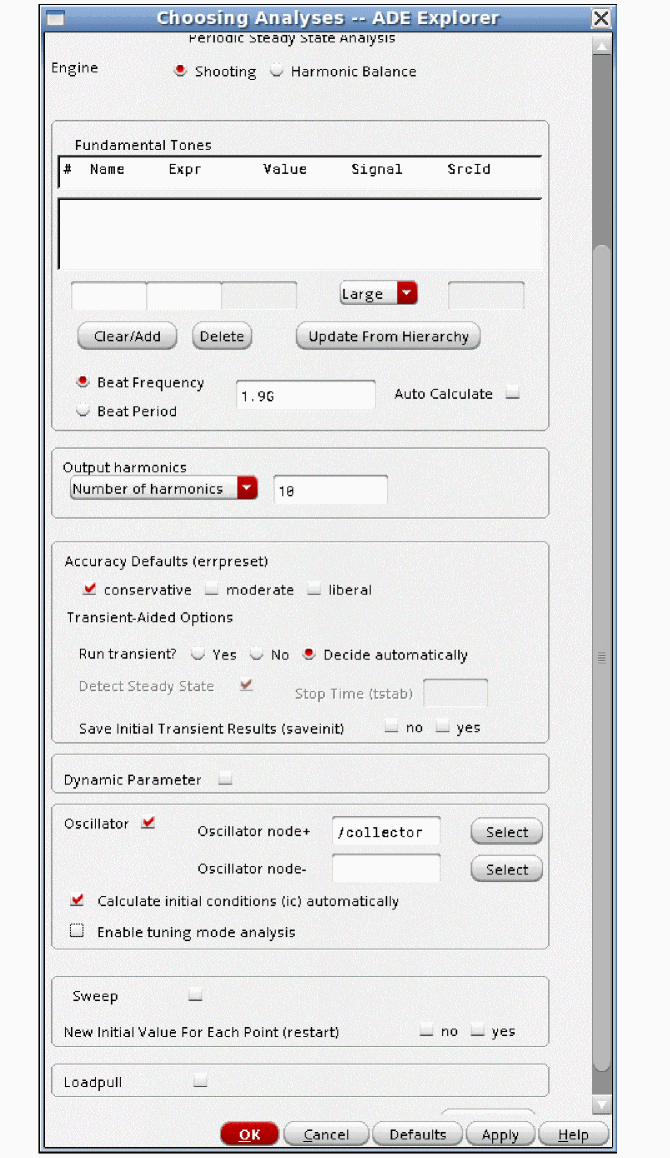 Choosing Analyses -- ADE Explorer
Periodic Steady State Analysis
Engine Shooting Harmonic Balance
Fundamental Tones
# Name Expr Value Signal SrcId
Large
Clear/Add Delete Update From Hierarchy
Beat Frequency 1.9G Auto Calculate
Beat Period
Output harmonics
Number of harmonics 10
Accuracy Defaults (errpreset)
conservative moderate liberal
Transient-Aided Options
Run transient? Yes No Decide automatically
Detect Steady State Stop Time (tstab)
Save Initial Transient Results (saveinit) no yes
Dynamic Parameter
Oscillator Oscillator node+ /collector Select
Oscillator node- Select
Calculate initial conditions (ic) automatically
Enable tuning mode analysis
Sweep
New Initial Value For Each Point (restart) no yes
Loadpull
OK Cancel Defaults Apply Help